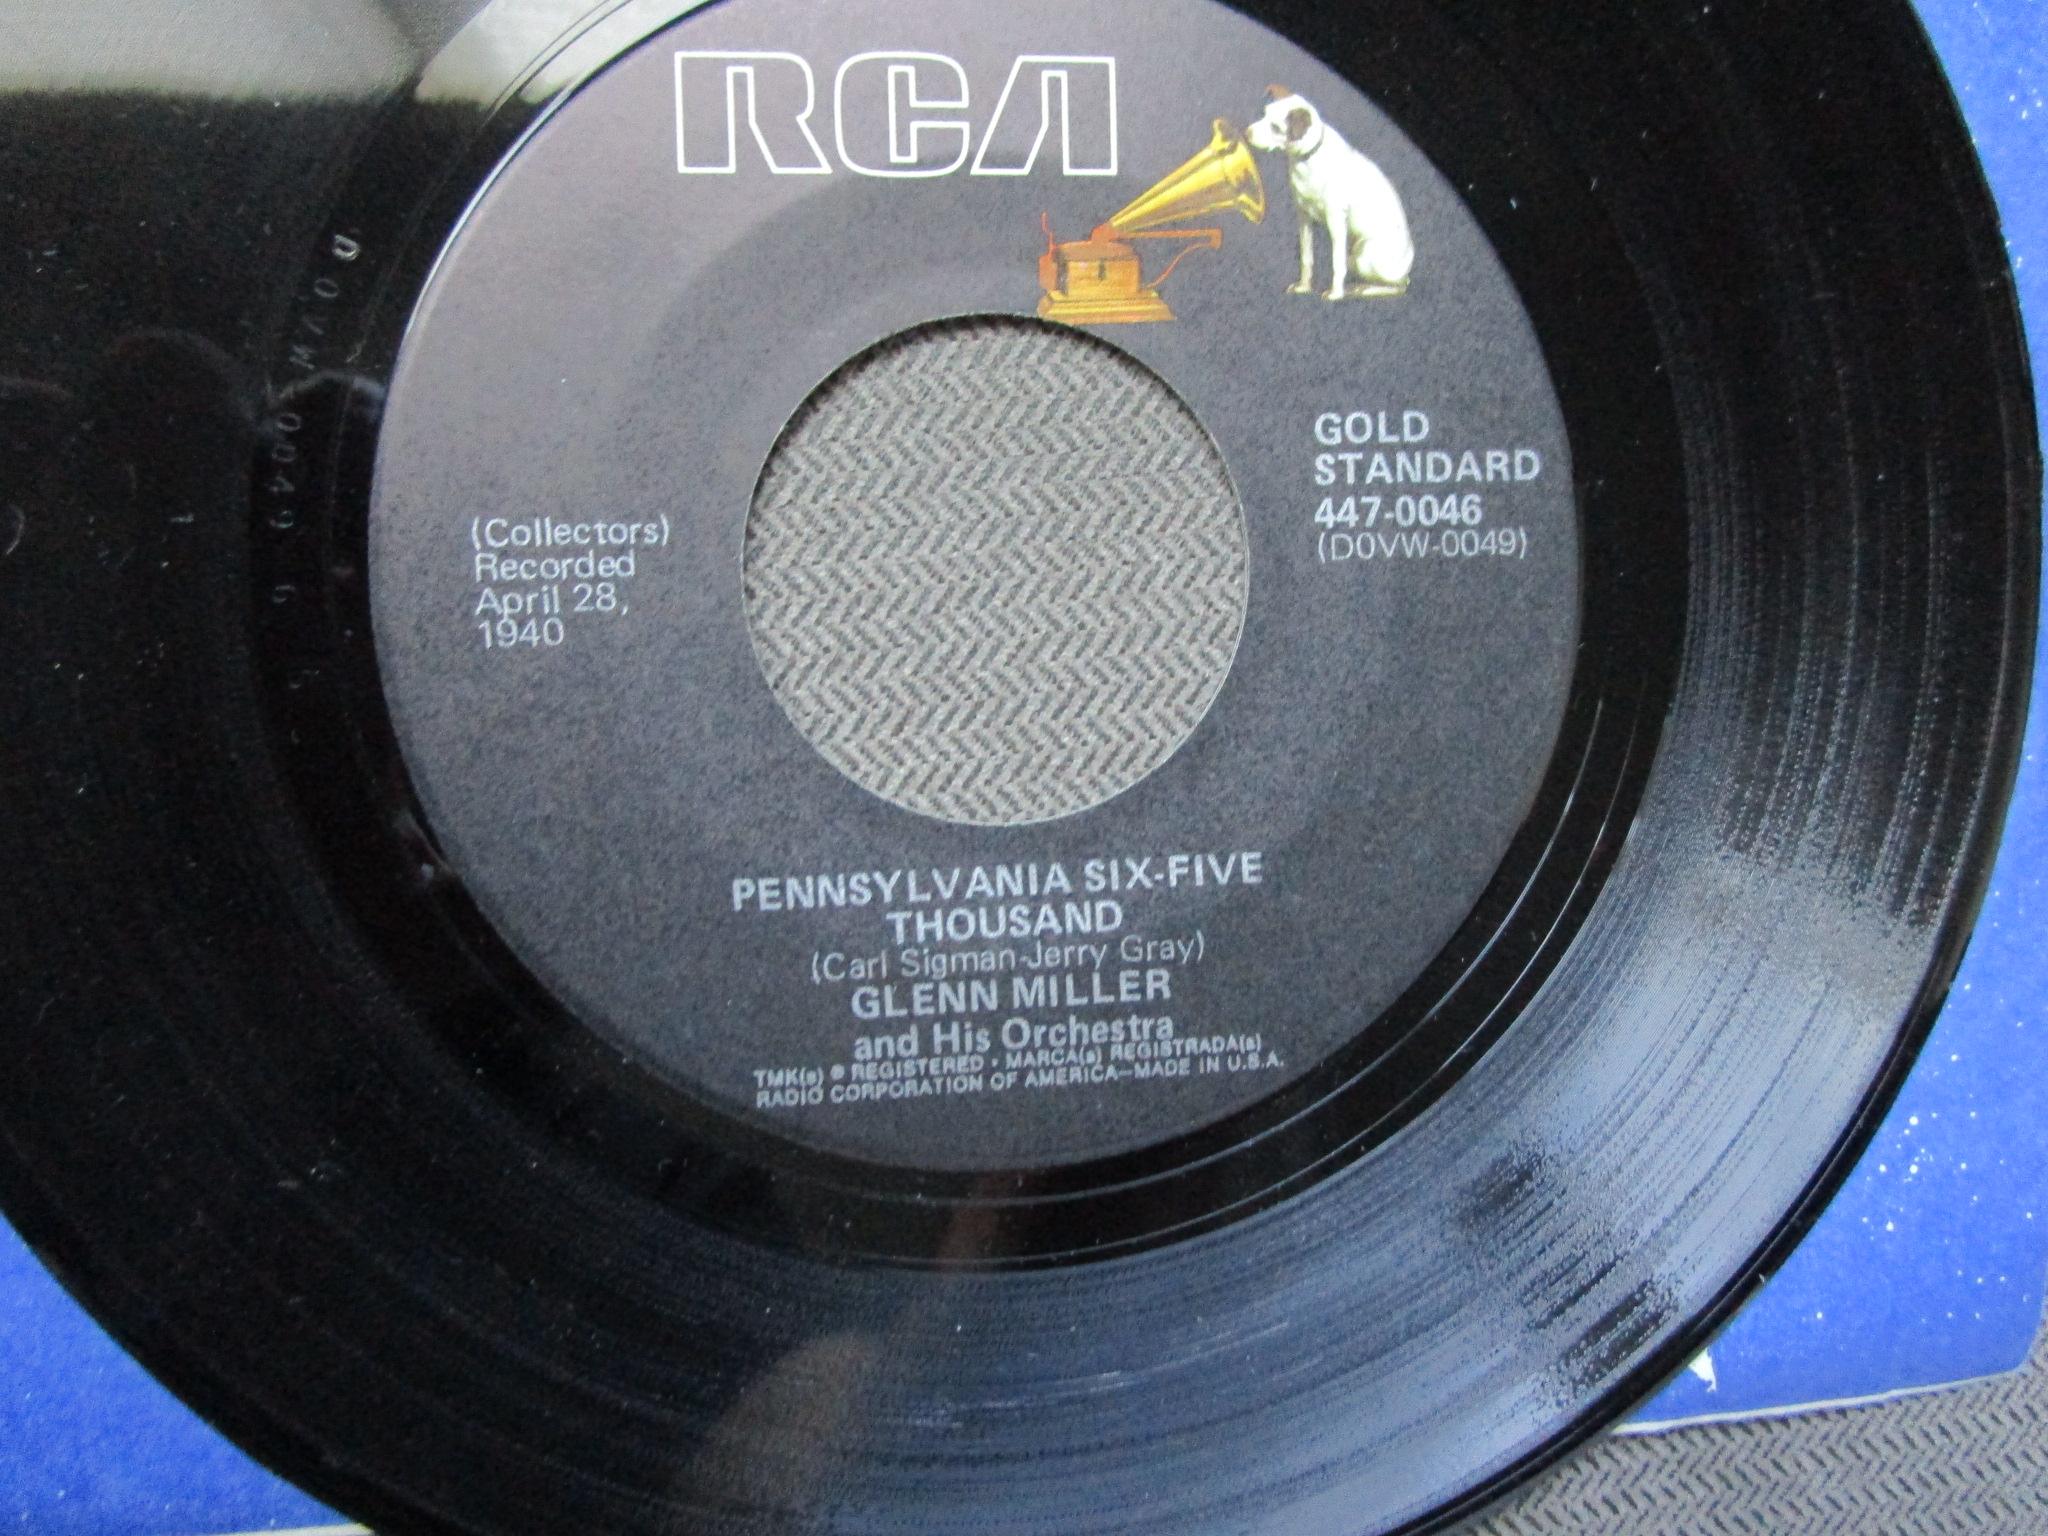 RCA
GOLD
STANDARD
447-0046
(D0VW-0049)
(Collectors)
Recorded
April 28,
1940
PENNSYLVANIA SIX-FIVE
THOUSAND
(Carl Sigman-Jerry Gray)
GLENN MILLER
and His Orchestra
TMK(s) ® REGISTERED • MARCA(s) REGISTRADA(s)
RADIO CORPORATION OF AMERICA—MADE IN U.S.A.